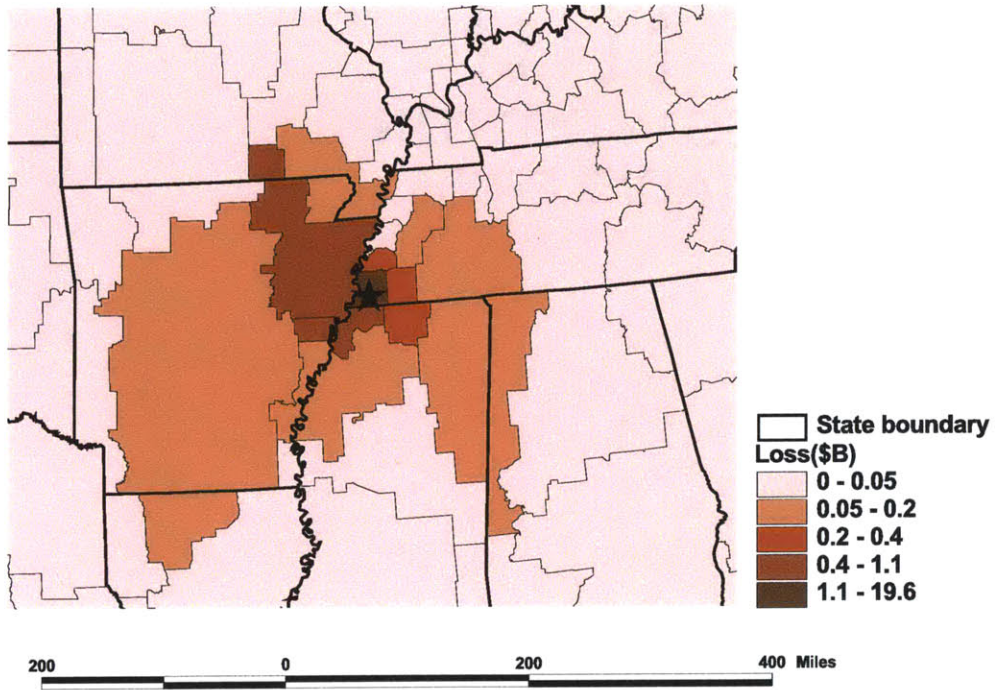 State boundary
Loss($B)
0 - 0.05
0.05 - 0.2
0.2 - 0.4
0.4 - 1.1
1.1 - 19.6
200 0 200 400 Miles